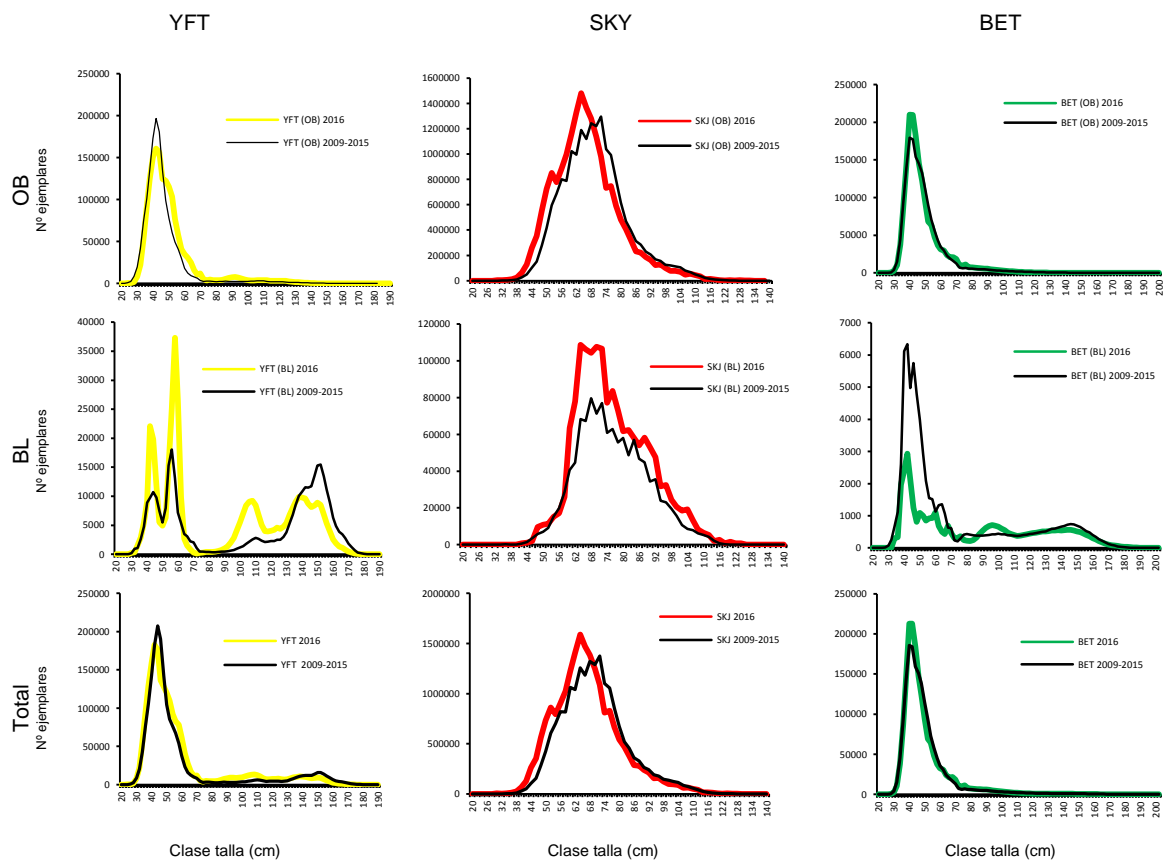 YFT
SKY
BET
OB
Nº ejemplares
250000
200000
150000
100000
50000
0
YFT (OB) 2016
YFT (OB) 2009-2015
20 30 40 50 60 70 80 90 100 110 120 130 140 150 160 170 180 190
1600000
1400000
1200000
1000000
800000
600000
400000
200000
0
SKJ (OB) 2016
SKJ (OB) 2009-2015
20 26 32 38 44 50 56 62 68 74 80 86 92 98 104 110 116 122 128 134 140
250000
200000
150000
100000
50000
0
BET (OB) 2016
BET (OB) 2009-2015
20 30 40 50 60 70 80 90 100 110 120 130 140 150 160 170 180 190 200
BL
Nº ejemplares
40000
35000
30000
25000
20000
15000
10000
5000
0
YFT (BL) 2016
YFT (BL) 2009-2015
20 30 40 50 60 70 80 90 100 110 120 130 140 150 160 170 180 190
120000
100000
80000
60000
40000
20000
0
SKJ (BL) 2016
SKJ (BL) 2009-2015
20 26 32 38 44 50 56 62 68 74 80 86 92 98 104 110 116 122 128 134 140
7000
6000
5000
4000
3000
2000
1000
0
BET (BL) 2016
BET (BL) 2009-2015
20 30 40 50 60 70 80 90 100 110 120 130 140 150 160 170 180 190 200
Total
Nº ejemplares
250000
200000
150000
100000
50000
0
YFT 2016
YFT 2009-2015
20 30 40 50 60 70 80 90 100 110 120 130 140 150 160 170 180 190
2000000
1500000
1000000
500000
0
SKJ 2016
SKJ 2009-2015
20 26 32 38 44 50 56 62 68 74 80 86 92 98 104 110 116 122 128 134 140
250000
200000
150000
100000
50000
0
BET 2016
BET 2009-2015
20 30 40 50 60 70 80 90 100 110 120 130 140 150 160 170 180 190 200
Clase talla (cm)
Clase talla (cm)
Clase talla (cm)